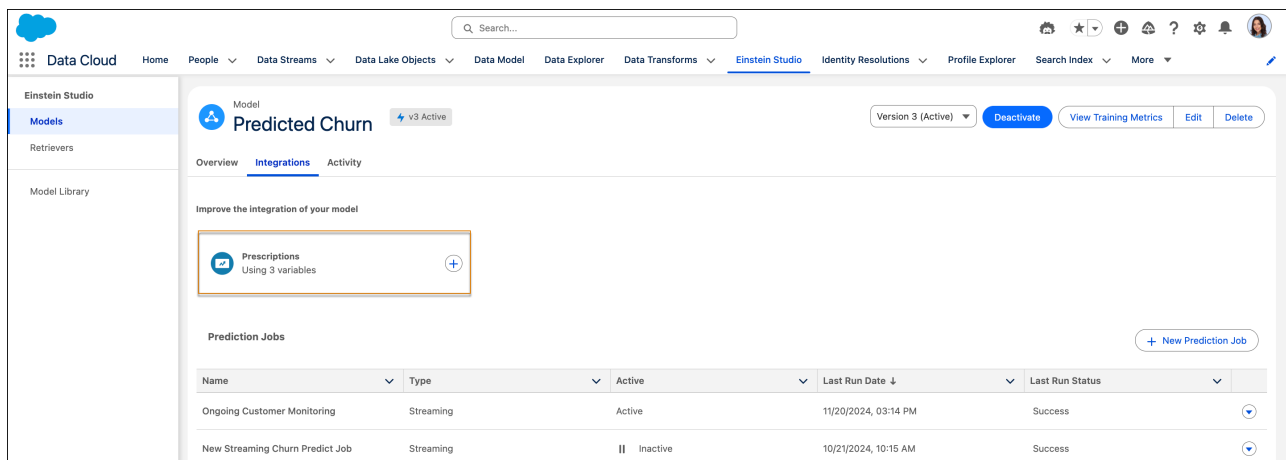 Search...
Data Cloud Home People Data Streams Data Lake Objects Data Model Data Explorer Data Transforms Einstein Studio Identity Resolutions Profile Explorer Search Index More
Einstein Studio
Models
Retrievers
Model Library
Model
Predicted Churn v3 Active
Version 3 (Active) Deactivate View Training Metrics Edit Delete
Overview Integrations Activity
Improve the integration of your model
Prescriptions
Using 3 variables
Prediction Jobs
+ New Prediction Job
Name Type Active Last Run Date ↓ Last Run Status
Ongoing Customer Monitoring Streaming Active 11/20/2024, 03:14 PM Success
New Streaming Churn Predict Job Streaming Inactive 10/21/2024, 10:15 AM Success